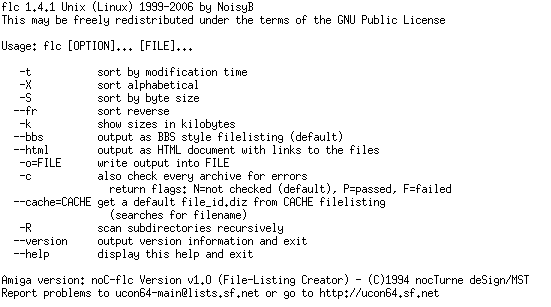 flc 1.4.1 Unix (Linux) 1999-2006 by NoisyB
This may be freely redistributed under the terms of the GNU Public License
Usage: flc [OPTION]... [FILE]...
-t sort by modification time
-X sort alphabetical
-S sort by byte size
--fr sort reverse
-k show sizes in kilobytes
--bbs output as BBS style filelisting (default)
--html output as HTML document with links to the files
-o=FILE write output into FILE
-c also check every archive for errors
return flags: N=not checked (default), P=passed, F=failed
--cache=CACHE get a default file_id.diz from CACHE filelisting
(searches for filename)
-R scan subdirectories recursively
--version output version information and exit
--help display this help and exit
Amiga version: noC-flc Version v1.0 (File-Listing Creator) - (C)1994 nocTurne deSign/MST
Report problems to ucon64-main@lists.sf.net or go to http://ucon64.sf.net